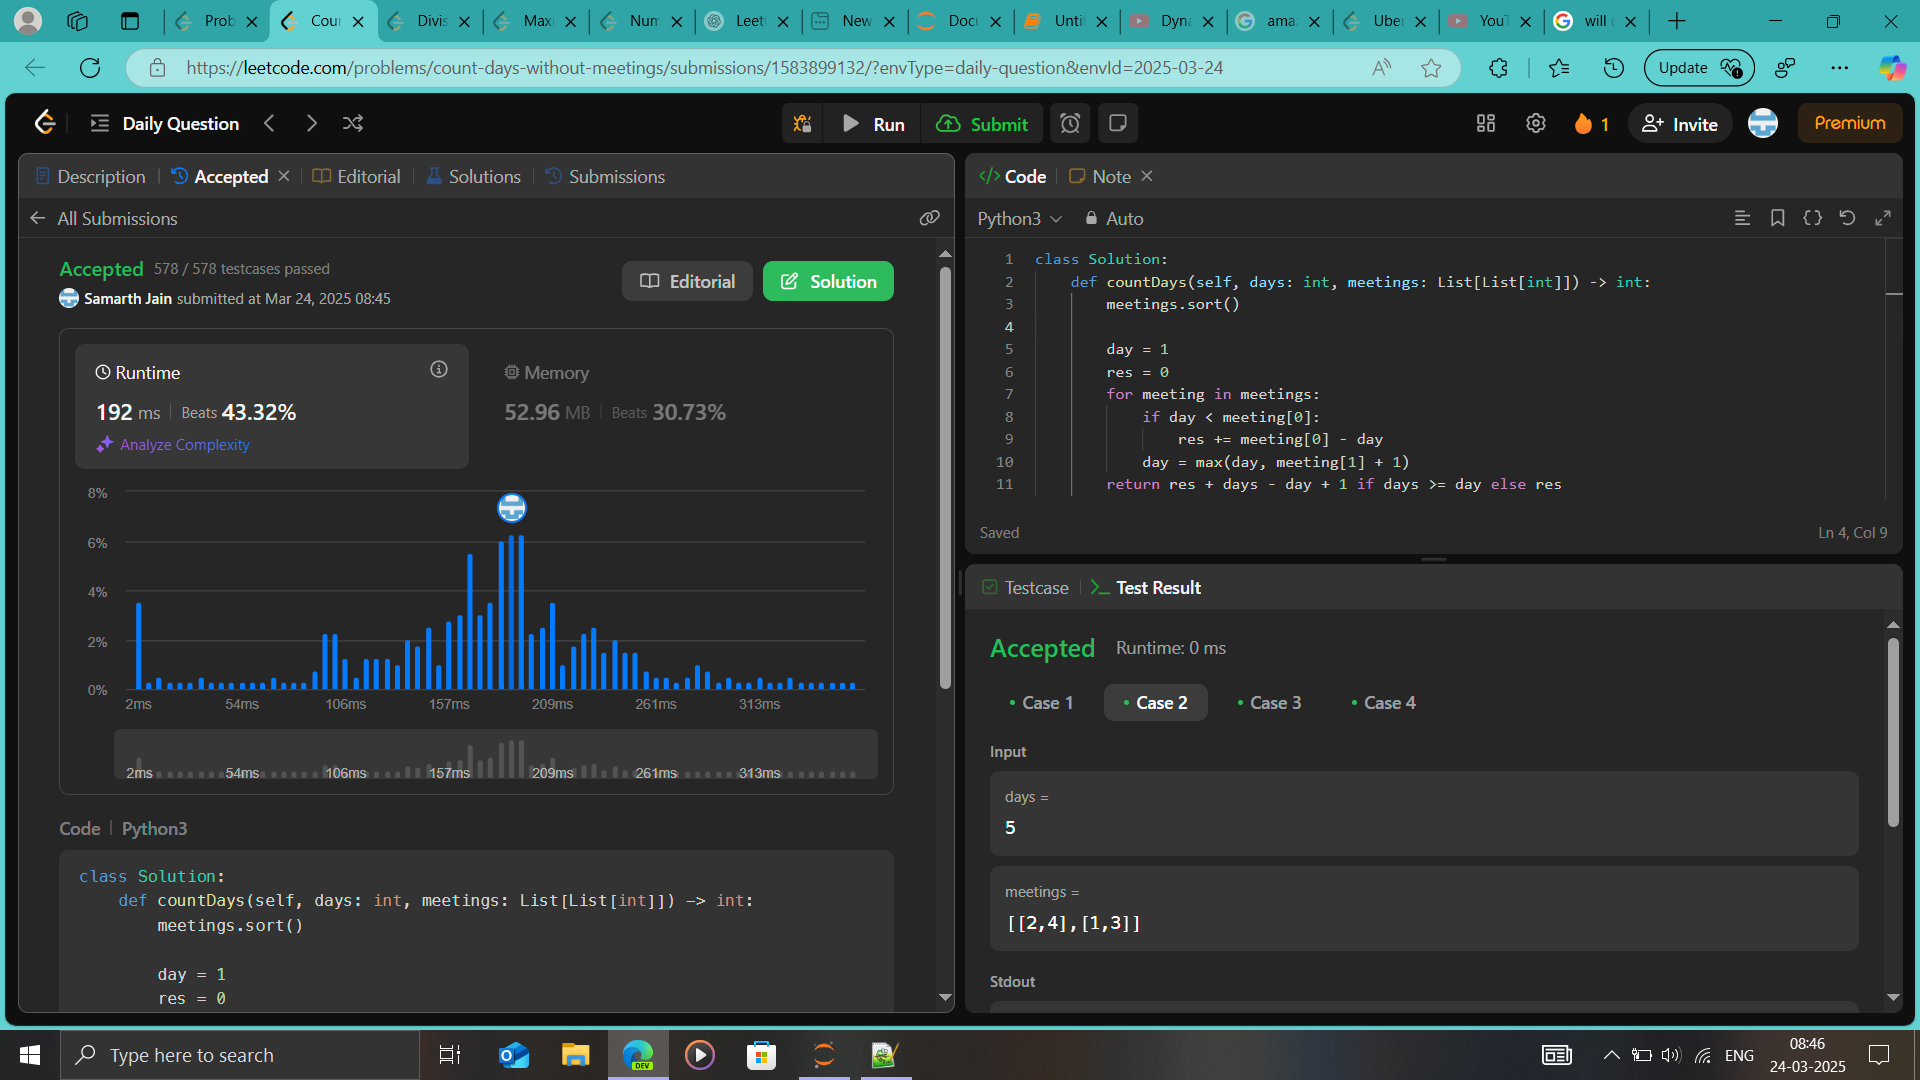 Prob
Cour
Divis
Maxi
Num
Leet
New
Docu
Untit
Dyna
ama
Uber
YouT
will
https://leetcode.com/problems/count-days-without-meetings/submissions/1583899132/?envType=daily-question&envId=2025-03-24
Update
Daily Question
Run
Submit
1
Invite
Premium
Description
Accepted
Editorial
Solutions
Submissions
All Submissions
Accepted 578 / 578 testcases passed
Samarth Jain submitted at Mar 24, 2025 08:45
Editorial
Solution
Runtime
192 ms Beats 43.32%
Analyze Complexity
Memory
52.96 MB Beats 30.73%
8%
6%
4%
2%
0%
2ms 54ms 106ms 157ms 209ms 261ms 313ms
2ms 54ms 106ms 157ms 209ms 261ms 313ms
Code Python3
class Solution:
def countDays(self, days: int, meetings: List[List[int]]) -> int:
meetings.sort()
day = 1
res = 0
</> Code
Note
Python3
Auto
1 class Solution:
2 def countDays(self, days: int, meetings: List[List[int]]) -> int:
3 meetings.sort()
4
5 day = 1
6 res = 0
7 for meeting in meetings:
8 if day < meeting[0]:
9 res += meeting[0] - day
10 day = max(day, meeting[1] + 1)
11 return res + days - day + 1 if days >= day else res
Saved
Ln 4, Col 9
Testcase
Test Result
Accepted Runtime: 0 ms
Case 1 Case 2 Case 3 Case 4
Input
days =
5
meetings =
[[2,4],[1,3]]
Stdout
Type here to search
DEV
ENG
08:46
24-03-2025